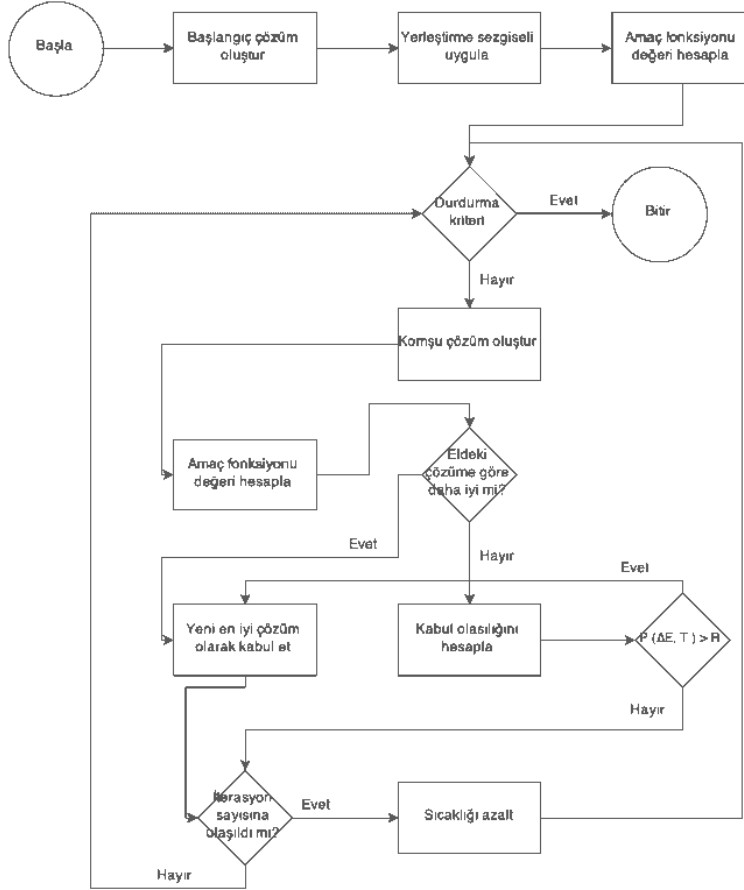 Başla
Başlangıç çözüm
oluştur
Yerleştirme sezgiseli
uygula
Amaç fonksiyonu
değeri hesapla
Durdurma
kriteri
Evet
Bitir
Hayır
Komşu çözüm oluştur
Amaç fonksiyonu
değeri hesapla
Eldeki
çözüme göre
daha iyi mi?
Evet
Hayır
Evet
Yeni en iyi çözüm
olarak kabul et
Kabul olasılığını
hesapla
P (ΔE, T ) > R
Hayır
İterasyon
sayısına
ulaşıldı mı?
Evet
Sıcaklığı azalt
Hayır